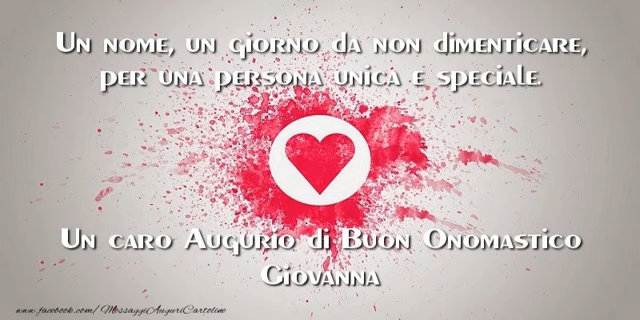 Un nome, un giorno da non dimenticare,
per una persona unica e speciale.
Un caro Augurio di Buon Onomastico
Giovanna
www.facebook.com/MessaggiAuguriCartoline